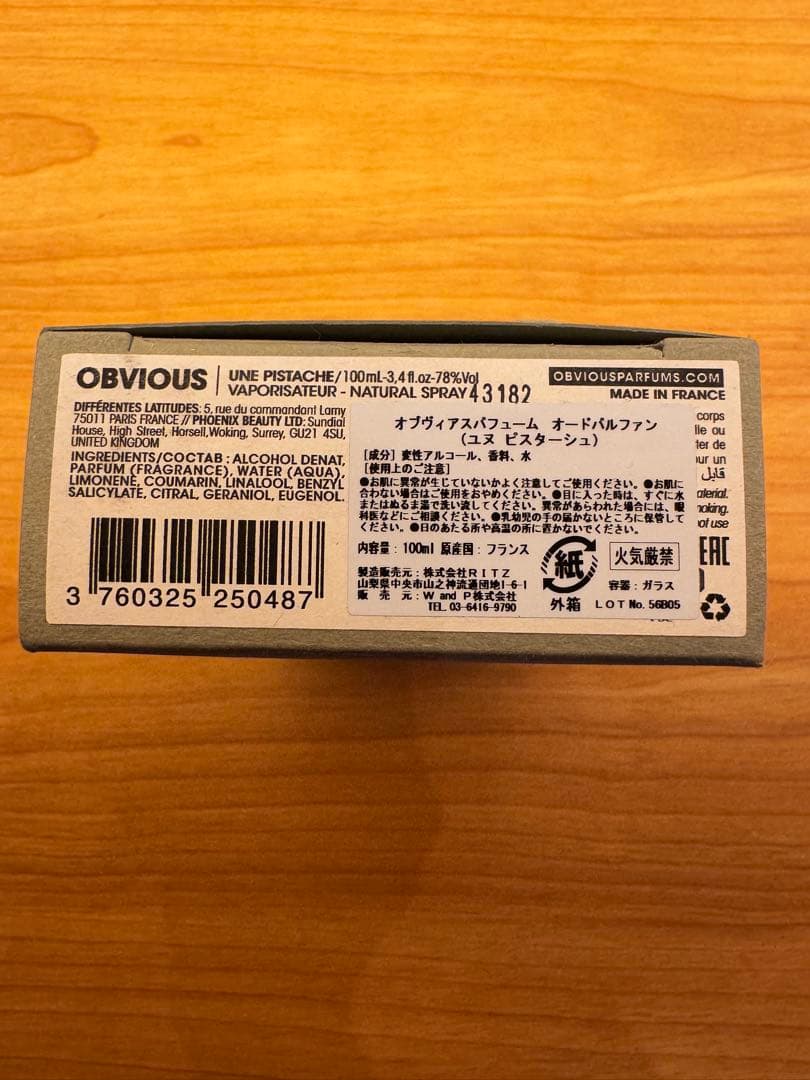 OBVIOUS
UNE PISTACHE/100mL-3,4 fl.oz-78%Vol
VAPORISATEUR - NATURAL SPRAY
43182
OBVIOUSPARFUMS.COM
MADE IN FRANCE
DIFFÉRENTES LATITUDES: 5, rue du commandant Lamy
75011 PARIS FRANCE // PHOENIX BEAUTY LTD: Sundial
House, High Street, Horsell, Woking, Surrey, GU21 4SU,
UNITED KINGDOM
INGREDIENTS/COCTAB : ALCOHOL DENAT,
PARFUM (FRAGRANCE), WATER (AQUA),
LIMONENE, COUMARIN, LINALOOL, BENZYL
SALICYLATE, CITRAL, GERANIOL, EUGENOL.
3 760325 250487
オブヴィアスパフューム オードパルファン
(ユヌ ピスターシュ)
[成分] 変性アルコール、香料、水
[使用上のご注意]
●お肌に異常が生じていないかよく注意してご使用ください。●お肌に
合わない場合はご使用をおやめください。●目に入った時は、すぐに水
またはぬるま湯で洗い流してください。異常があらわれた場合には、眼
科医などにご相談ください。●乳幼児の手の届かないところに保管して
ください。●日のあたる所や高温の所に置かないでください。
内容量:100ml 原産国:フランス
製造販売元:株式会社RITZ
山梨県中央市山之神流通団地1-6-1
販 売 元:W and P株式会社
TEL 03-6416-9790
紙
外箱
火気厳禁
容器:ガラス
LOT No. 56B05
corps
lle ou
ter de
ur un
قابل
aterial.
noking.
of use
EAC